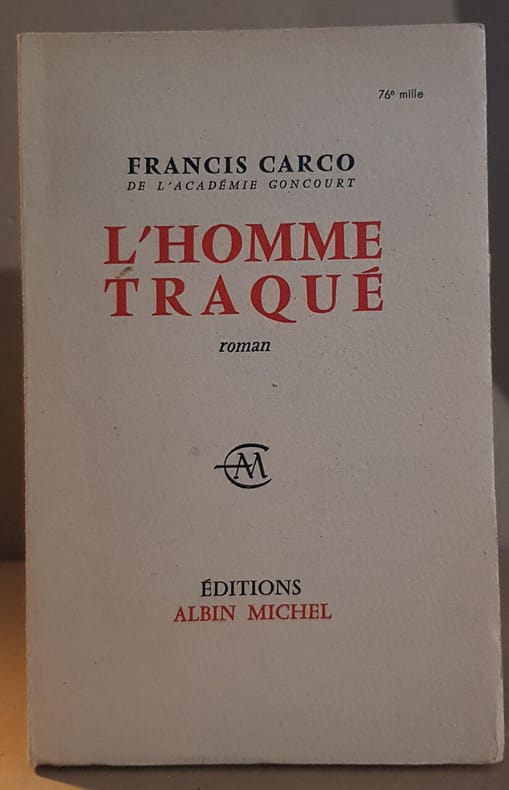 76e mille
FRANCIS CARCO
DE L'ACADÉMIE GONCOURT
L'HOMME
TRAQUÉ
roman
AM
ÉDITIONS
ALBIN MICHEL